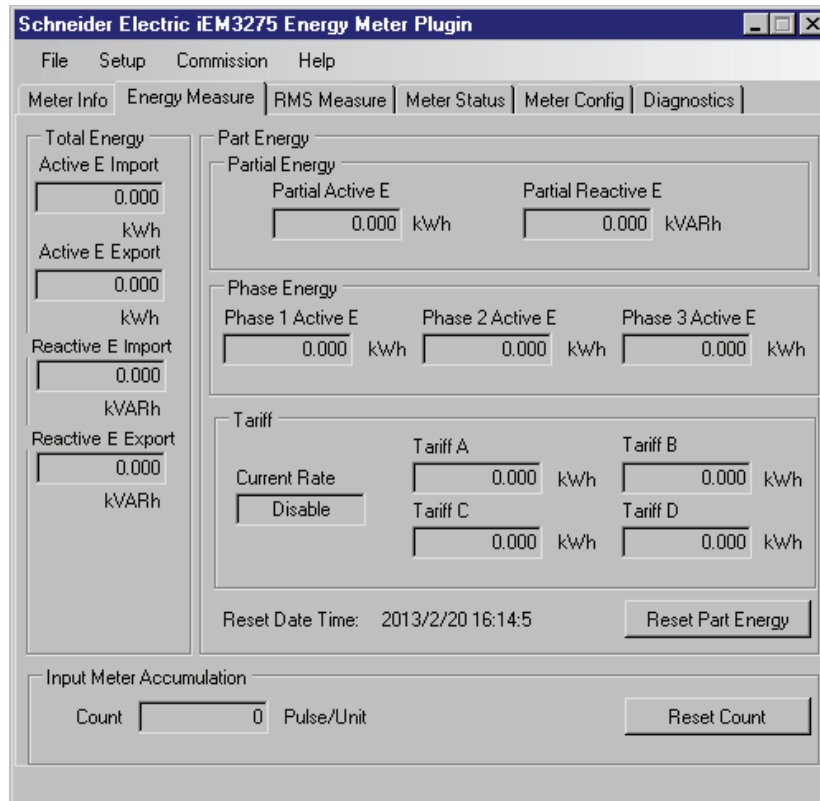 Schneider Electric iEM3275 Energy Meter Plugin
File Setup Commission Help
Meter Info Energy Measure RMS Measure Meter Status Meter Config Diagnostics
Total Energy
Active E Import
0.000
kWh
Active E Export
0.000
kWh
Reactive E Import
0.000
kVARh
Reactive E Export
0.000
kVARh
Part Energy
Partial Energy
Partial Active E Partial Reactive E
0.000 kWh 0.000 kVARh
Phase Energy
Phase 1 Active E Phase 2 Active E Phase 3 Active E
0.000 kWh 0.000 kWh 0.000 kWh
Tariff
Tariff A Tariff B
Current Rate 0.000 kWh 0.000 kWh
Disable Tariff C Tariff D
0.000 kWh 0.000 kWh
Reset Date Time: 2013/2/20 16:14:5 Reset Part Energy
Input Meter Accumulation
Count 0 Pulse/Unit Reset Count